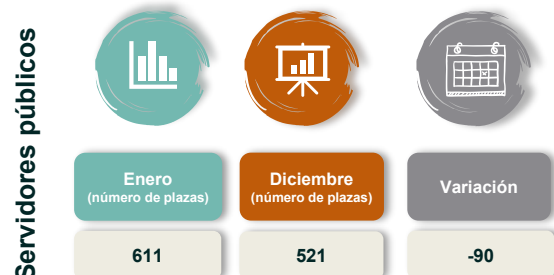 Servidores públicos
Enero
(número de plazas)
Diciembre
(número de plazas)
Variación
611
521
-90